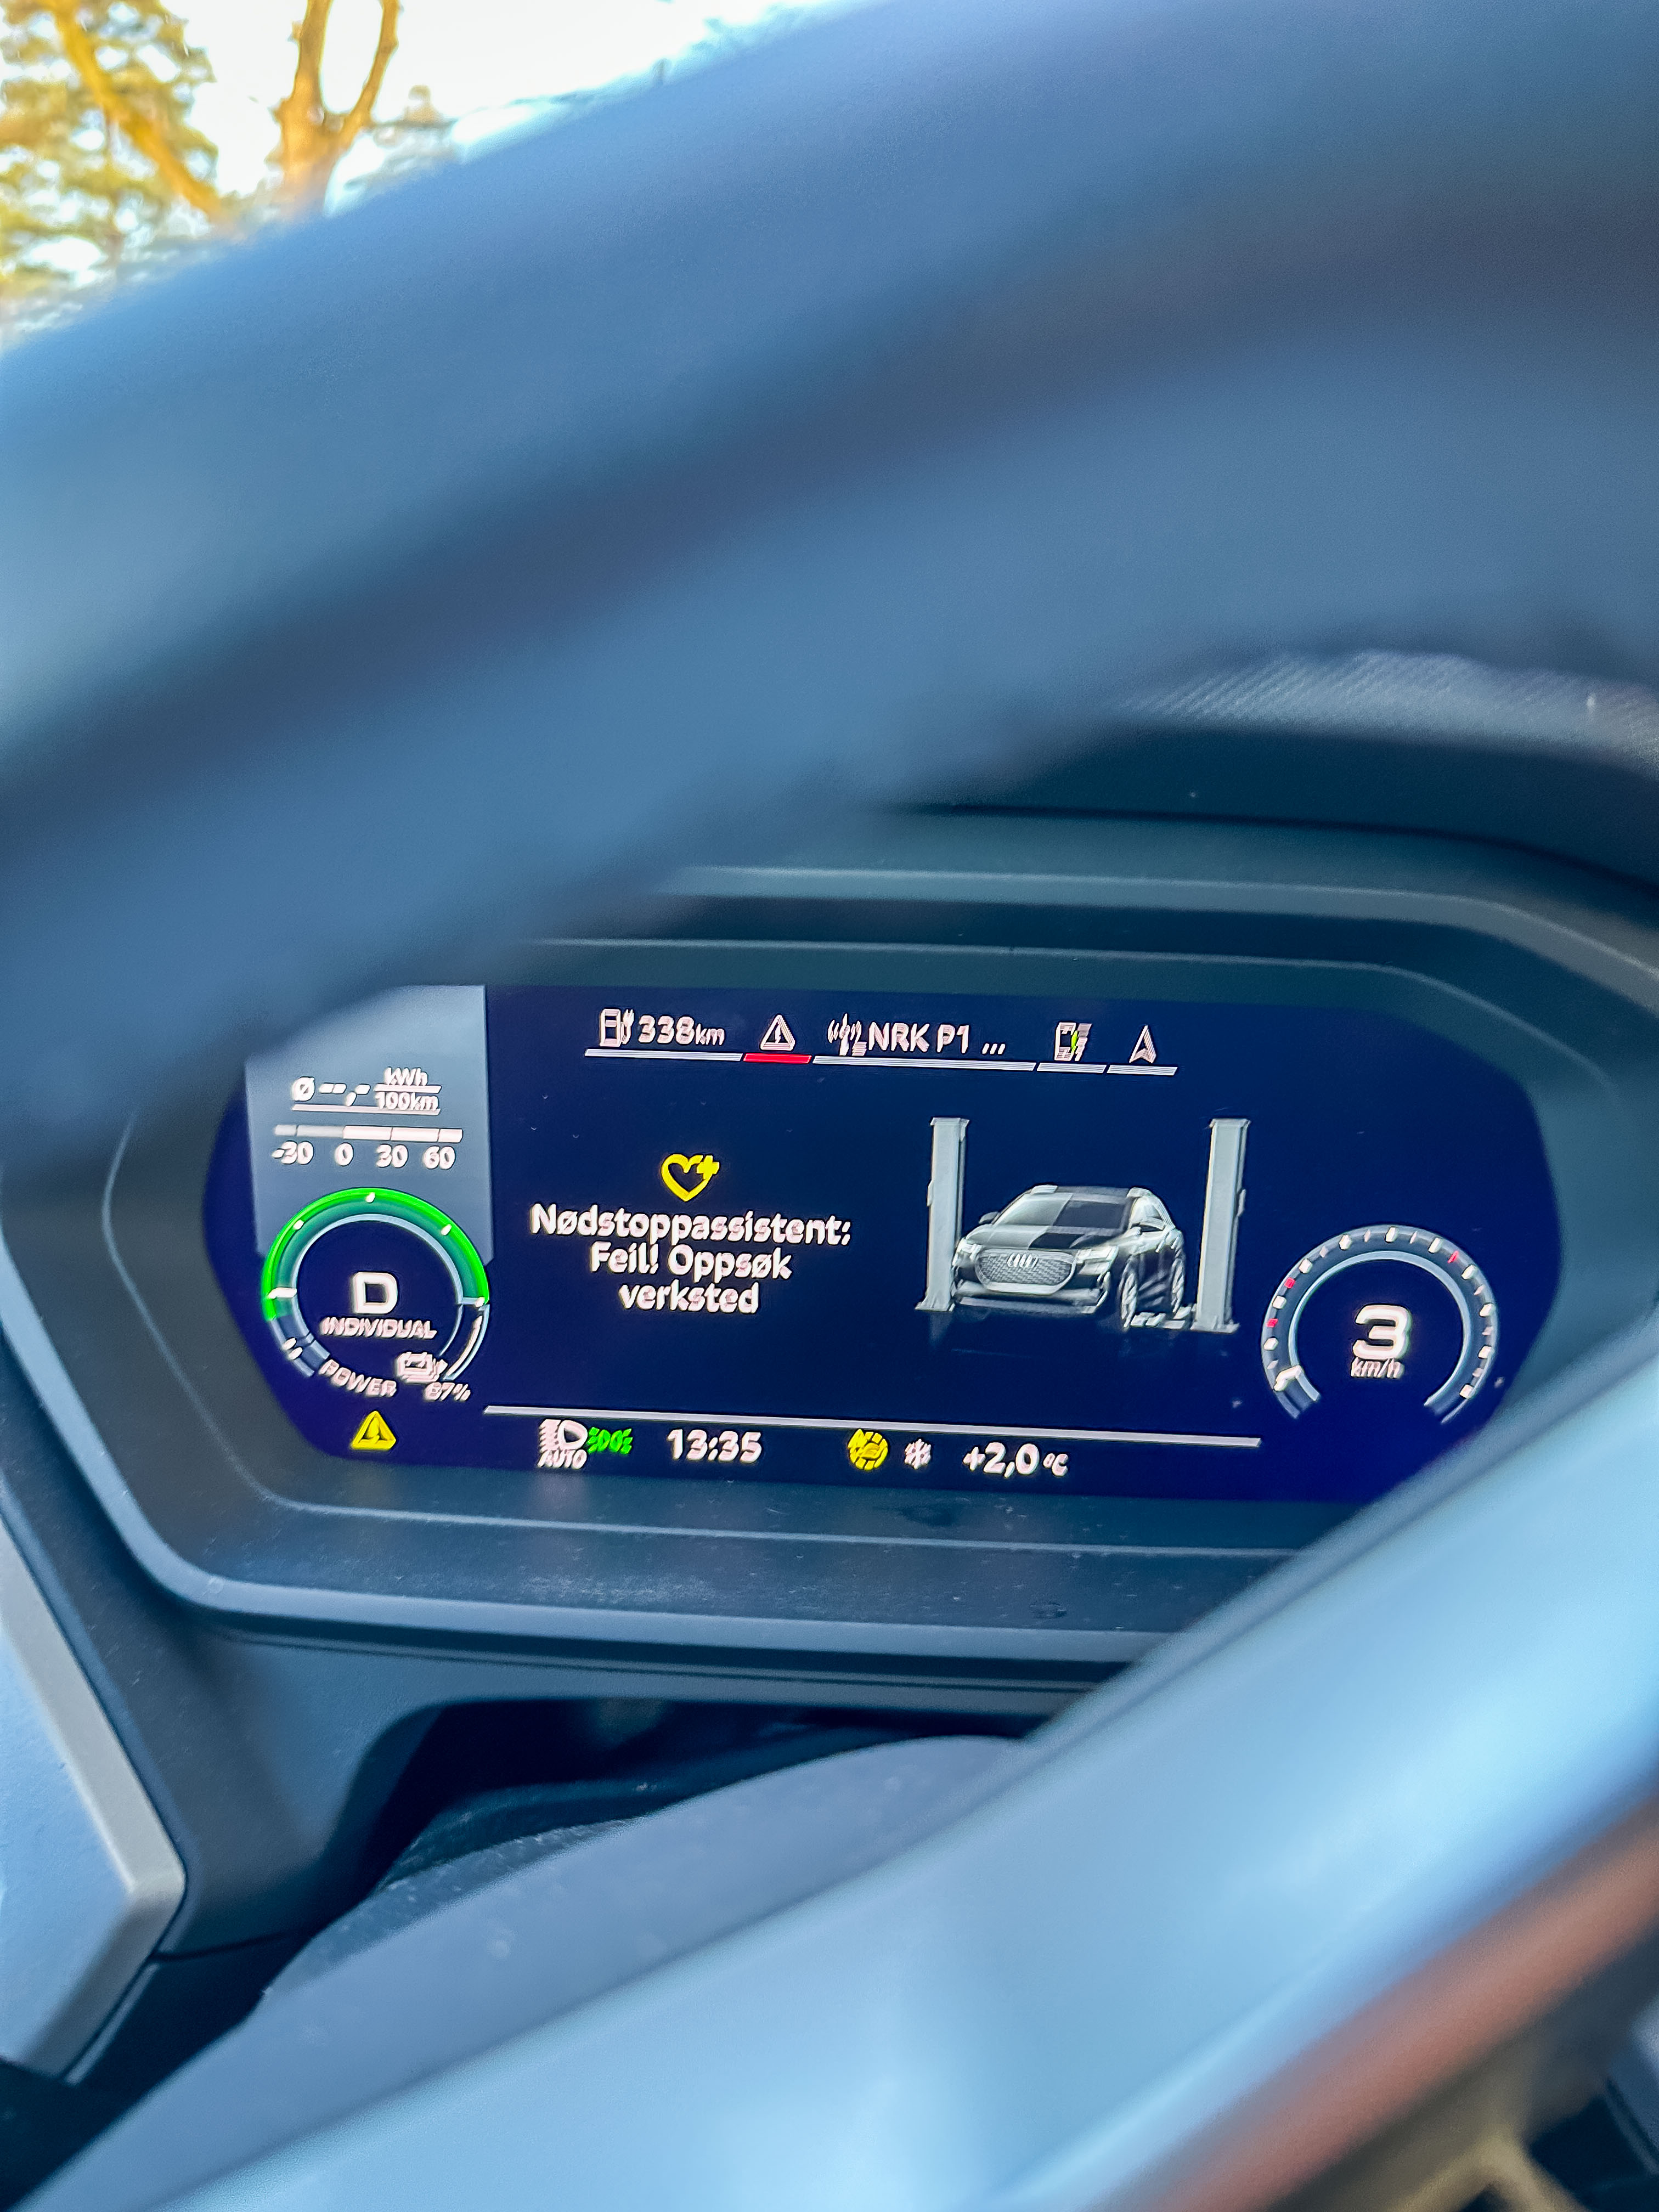 338km
NRK P1 ...
Ø --,- kWh
100km
-30 0 30 60
Nødstoppassistent:
Feil! Oppsøk
verksted
D
INDIVIDUAL
POWER 87%
3
km/h
AUTO
13:35
+2,0 °C